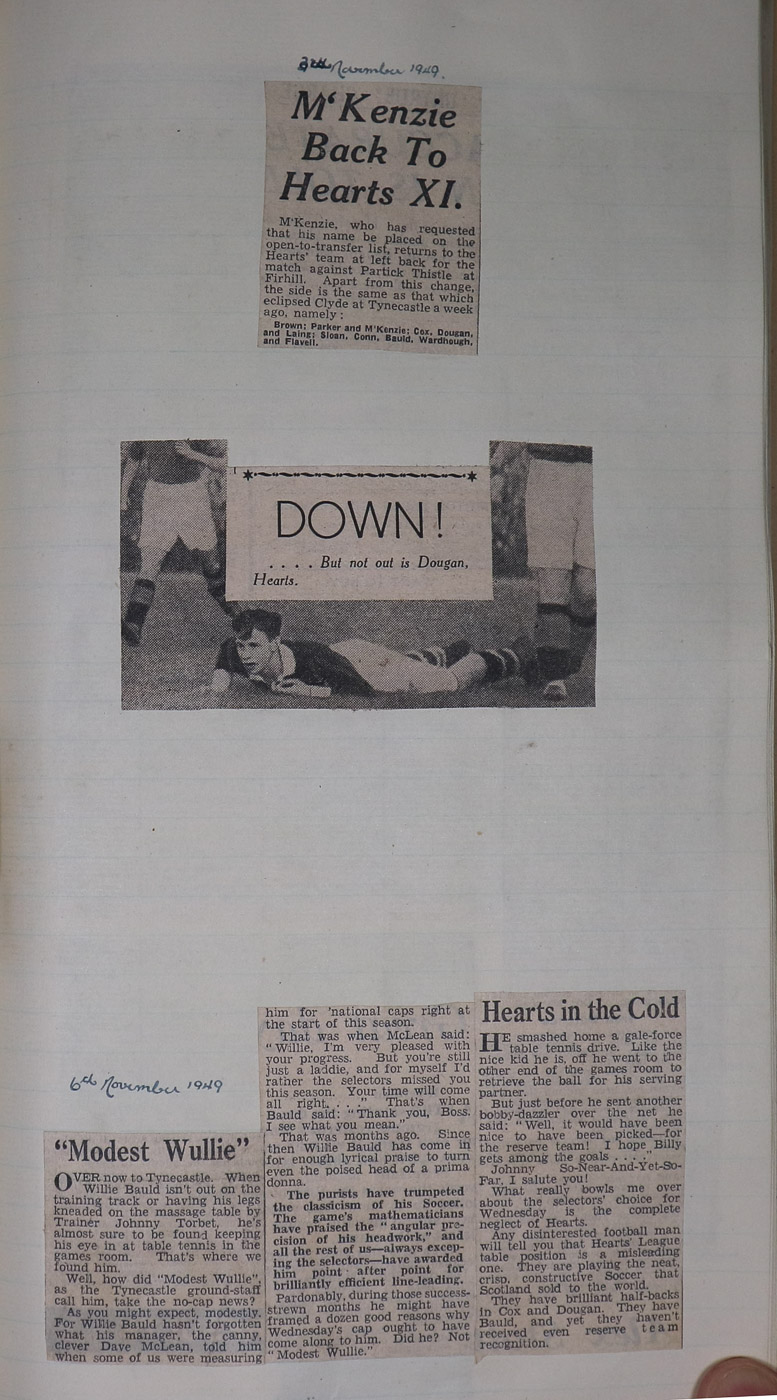 3rd November 1949.
M‘Kenzie
Back To
Hearts XI.
M‘Kenzie, who has requested
that his name be placed on the
open-to-transfer list, returns to the
Hearts' team at left back for the
match against Partick Thistle at
Firhill. Apart from this change,
the side is the same as that which
eclipsed Clyde at Tynecastle a week
ago, namely:
Brown; Parker and M‘Kenzie; Cox, Dougan,
and Laing; Sloan, Conn, Bauld, Wardhough,
and Flavell.
DOWN!
. . . . But not out is Dougan,
Hearts.
6th November 1949
“Modest Wullie”
OVER now to Tynecastle. When
Willie Bauld isn't out on the
training track or having his legs
kneaded on the massage table by
Trainer Johnny Torbet, he's
almost sure to be found keeping
his eye in at table tennis in the
games room. That's where we
found him.
Well, how did “Modest Wullie”,
as the Tynecastle ground-staff
call him, take the no-cap news?
As you might expect, modestly.
For Willie Bauld hasn't forgotten
what his manager, the canny,
clever Dave McLean, told him
when some of us were measuring
him for 'national caps right at
the start of this season.
That was when McLean said:
“Willie, I'm very pleased with
your progress. But you're still
just a laddie, and for myself I'd
rather the selectors missed you
this season. Your time will come
all right. . . .” That's when
Bauld said: “Thank you, Boss.
I see what you mean.”
That was months ago. Since
then Willie Bauld has come in
for enough lyrical praise to turn
even the poised head of a prima
donna.
The purists have trumpeted
the classicism of his Soccer.
The game's mathematicians
have praised the “angular pre-
cision of his headwork,” and
all the rest of us—always excep-
ing the selectors—have awarded
him point after point for
brilliantly efficient line-leading.
Pardonably, during those success-
strewn months he might have
framed a dozen good reasons why
Wednesday's cap ought to have
come along to him. Did he? Not
“Modest Wullie.”
Hearts in the Cold
HE smashed home a gale-force
table tennis drive. Like the
nice kid he is, off he went to the
other end of the games room to
retrieve the ball for his serving
partner.
But just before he sent another
bobby-dazzler over the net he
said: “Well, it would have been
nice to have been picked—for
the reserve team! I hope Billy
gets among the goals . . . .”
Johnny So-Near-And-Yet-So-
Far, I salute you!
What really bowls me over
about the selectors' choice for
Wednesday is the complete
neglect of Hearts.
Any disinterested football man
will tell you that Hearts' League
table position is a misleading
one. They are playing the neat,
crisp, constructive Soccer that
Scotland sold to the world.
They have brilliant half-backs
in Cox and Dougan. They have
Bauld, and yet they haven't
received even reserve team
recognition.